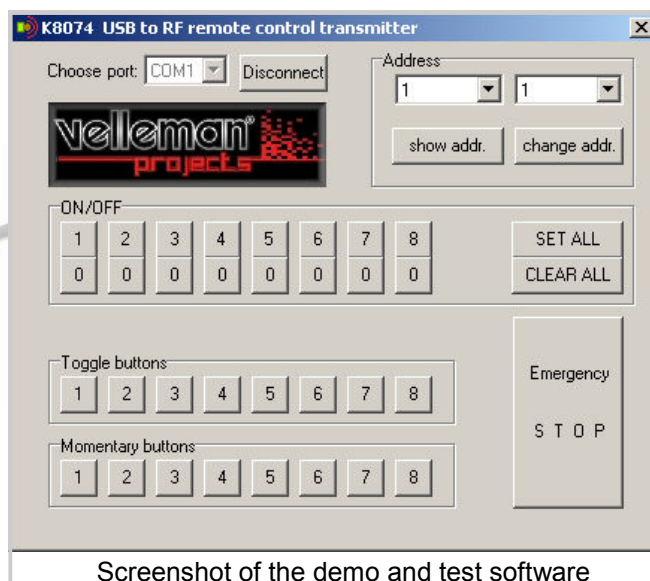 K8074 USB to RF remote control transmitter
Choose port: COM1 Disconnect
Address
1 1
velleman®
projects
show addr. change addr.
ON/OFF
1 2 3 4 5 6 7 8 SET ALL
0 0 0 0 0 0 0 0 CLEAR ALL
Toggle buttons
1 2 3 4 5 6 7 8
Emergency
S T O P
Momentary buttons
1 2 3 4 5 6 7 8
Screenshot of the demo and test software